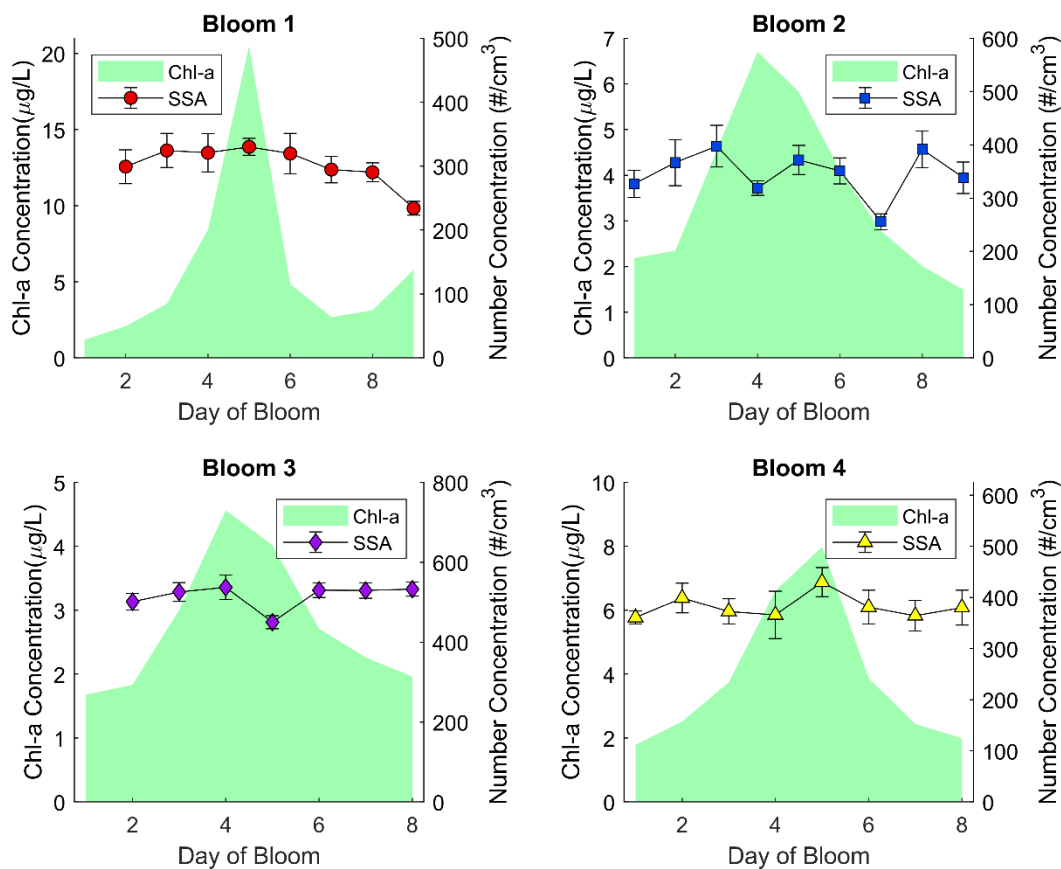 Bloom 1
Chl-a Concentration(μg/L)
20
15
10
5
0
Chl-a
SSA
500
400
300
200
100
0
Number Concentration (#/cm³)
2 4 6 8
Day of Bloom
Bloom 2
Chl-a Concentration(μg/L)
7
6
5
4
3
2
1
0
Chl-a
SSA
600
500
400
300
200
100
0
Number Concentration (#/cm³)
2 4 6 8
Day of Bloom
Bloom 3
Chl-a Concentration(μg/L)
5
4
3
2
1
0
Chl-a
SSA
800
600
400
200
0
Number Concentration (#/cm³)
2 4 6 8
Day of Bloom
Bloom 4
Chl-a Concentration(μg/L)
10
8
6
4
2
0
Chl-a
SSA
600
500
400
300
200
100
0
Number Concentration (#/cm³)
2 4 6 8
Day of Bloom